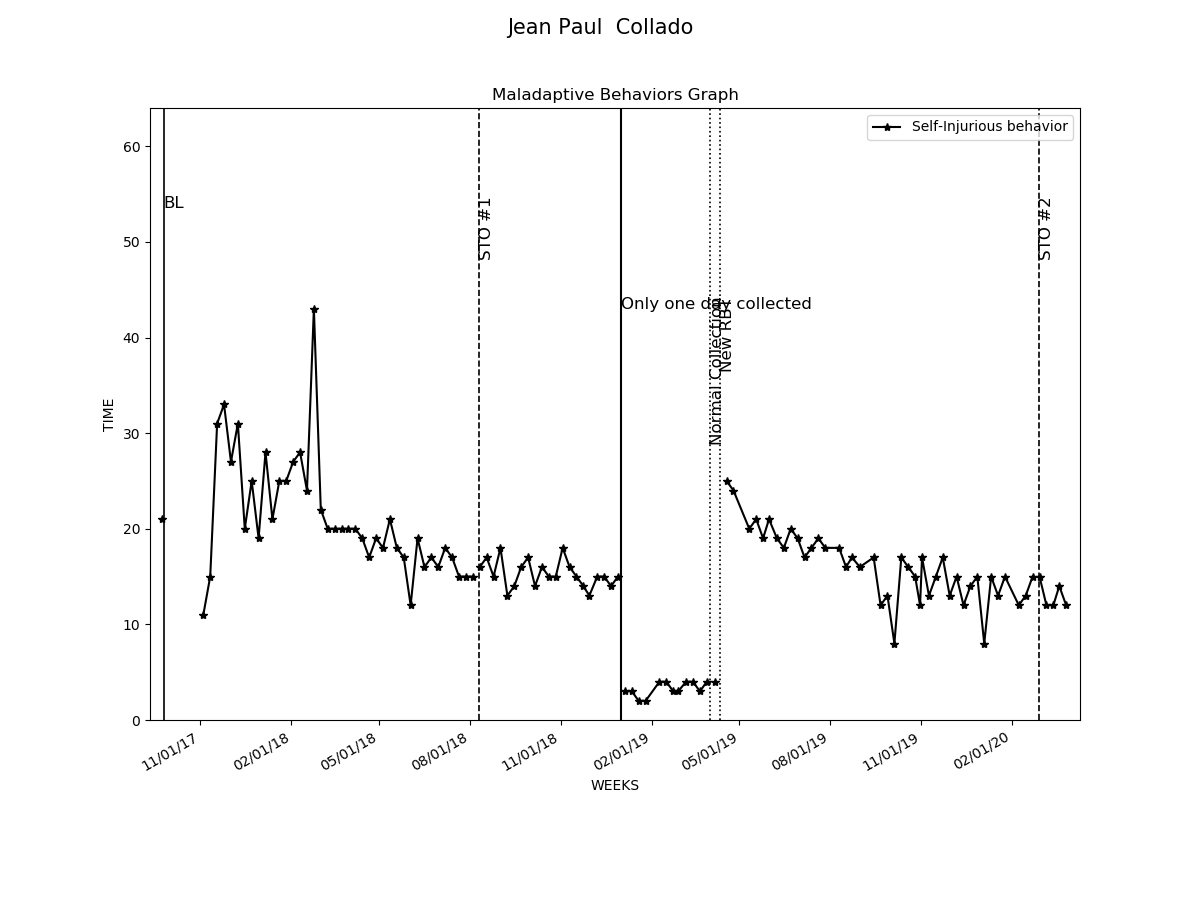 Jean Paul  Collado
Maladaptive Behaviors Graph
Self-Injurious behavior
BL
STO #1
Only one day collected
Normal Collection
New RBT
STO #2
TIME
60
50
40
30
20
10
0
11/01/17
02/01/18
05/01/18
08/01/18
11/01/18
02/01/19
05/01/19
08/01/19
11/01/19
02/01/20
WEEKS